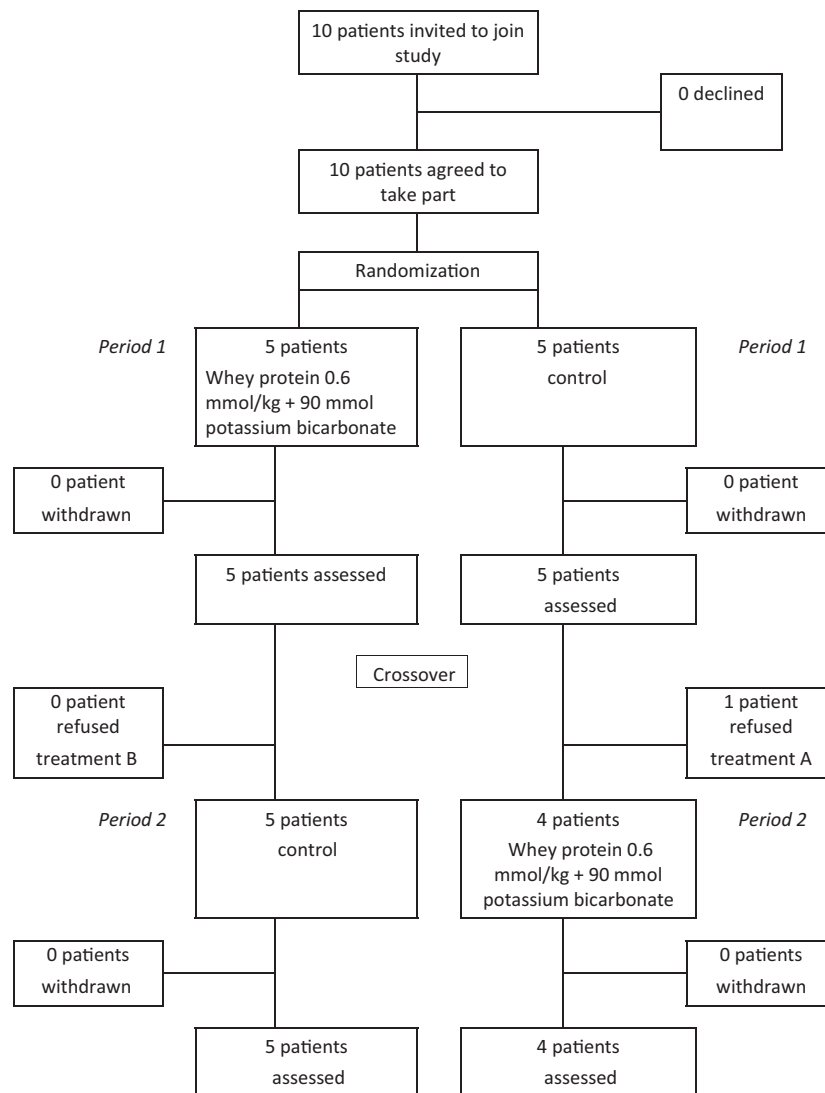 10 patients invited to join
study
0 declined
10 patients agreed to
take part
Randomization
Period 1
5 patients
Whey protein 0.6
mmol/kg + 90 mmol
potassium bicarbonate
5 patients
control
Period 1
0 patient
withdrawn
0 patient
withdrawn
5 patients assessed
5 patients
assessed
Crossover
0 patient
refused
treatment B
1 patient
refused
treatment A
Period 2
5 patients
control
4 patients
Whey protein 0.6
mmol/kg + 90 mmol
potassium bicarbonate
Period 2
0 patients
withdrawn
0 patients
withdrawn
5 patients
assessed
4 patients
assessed